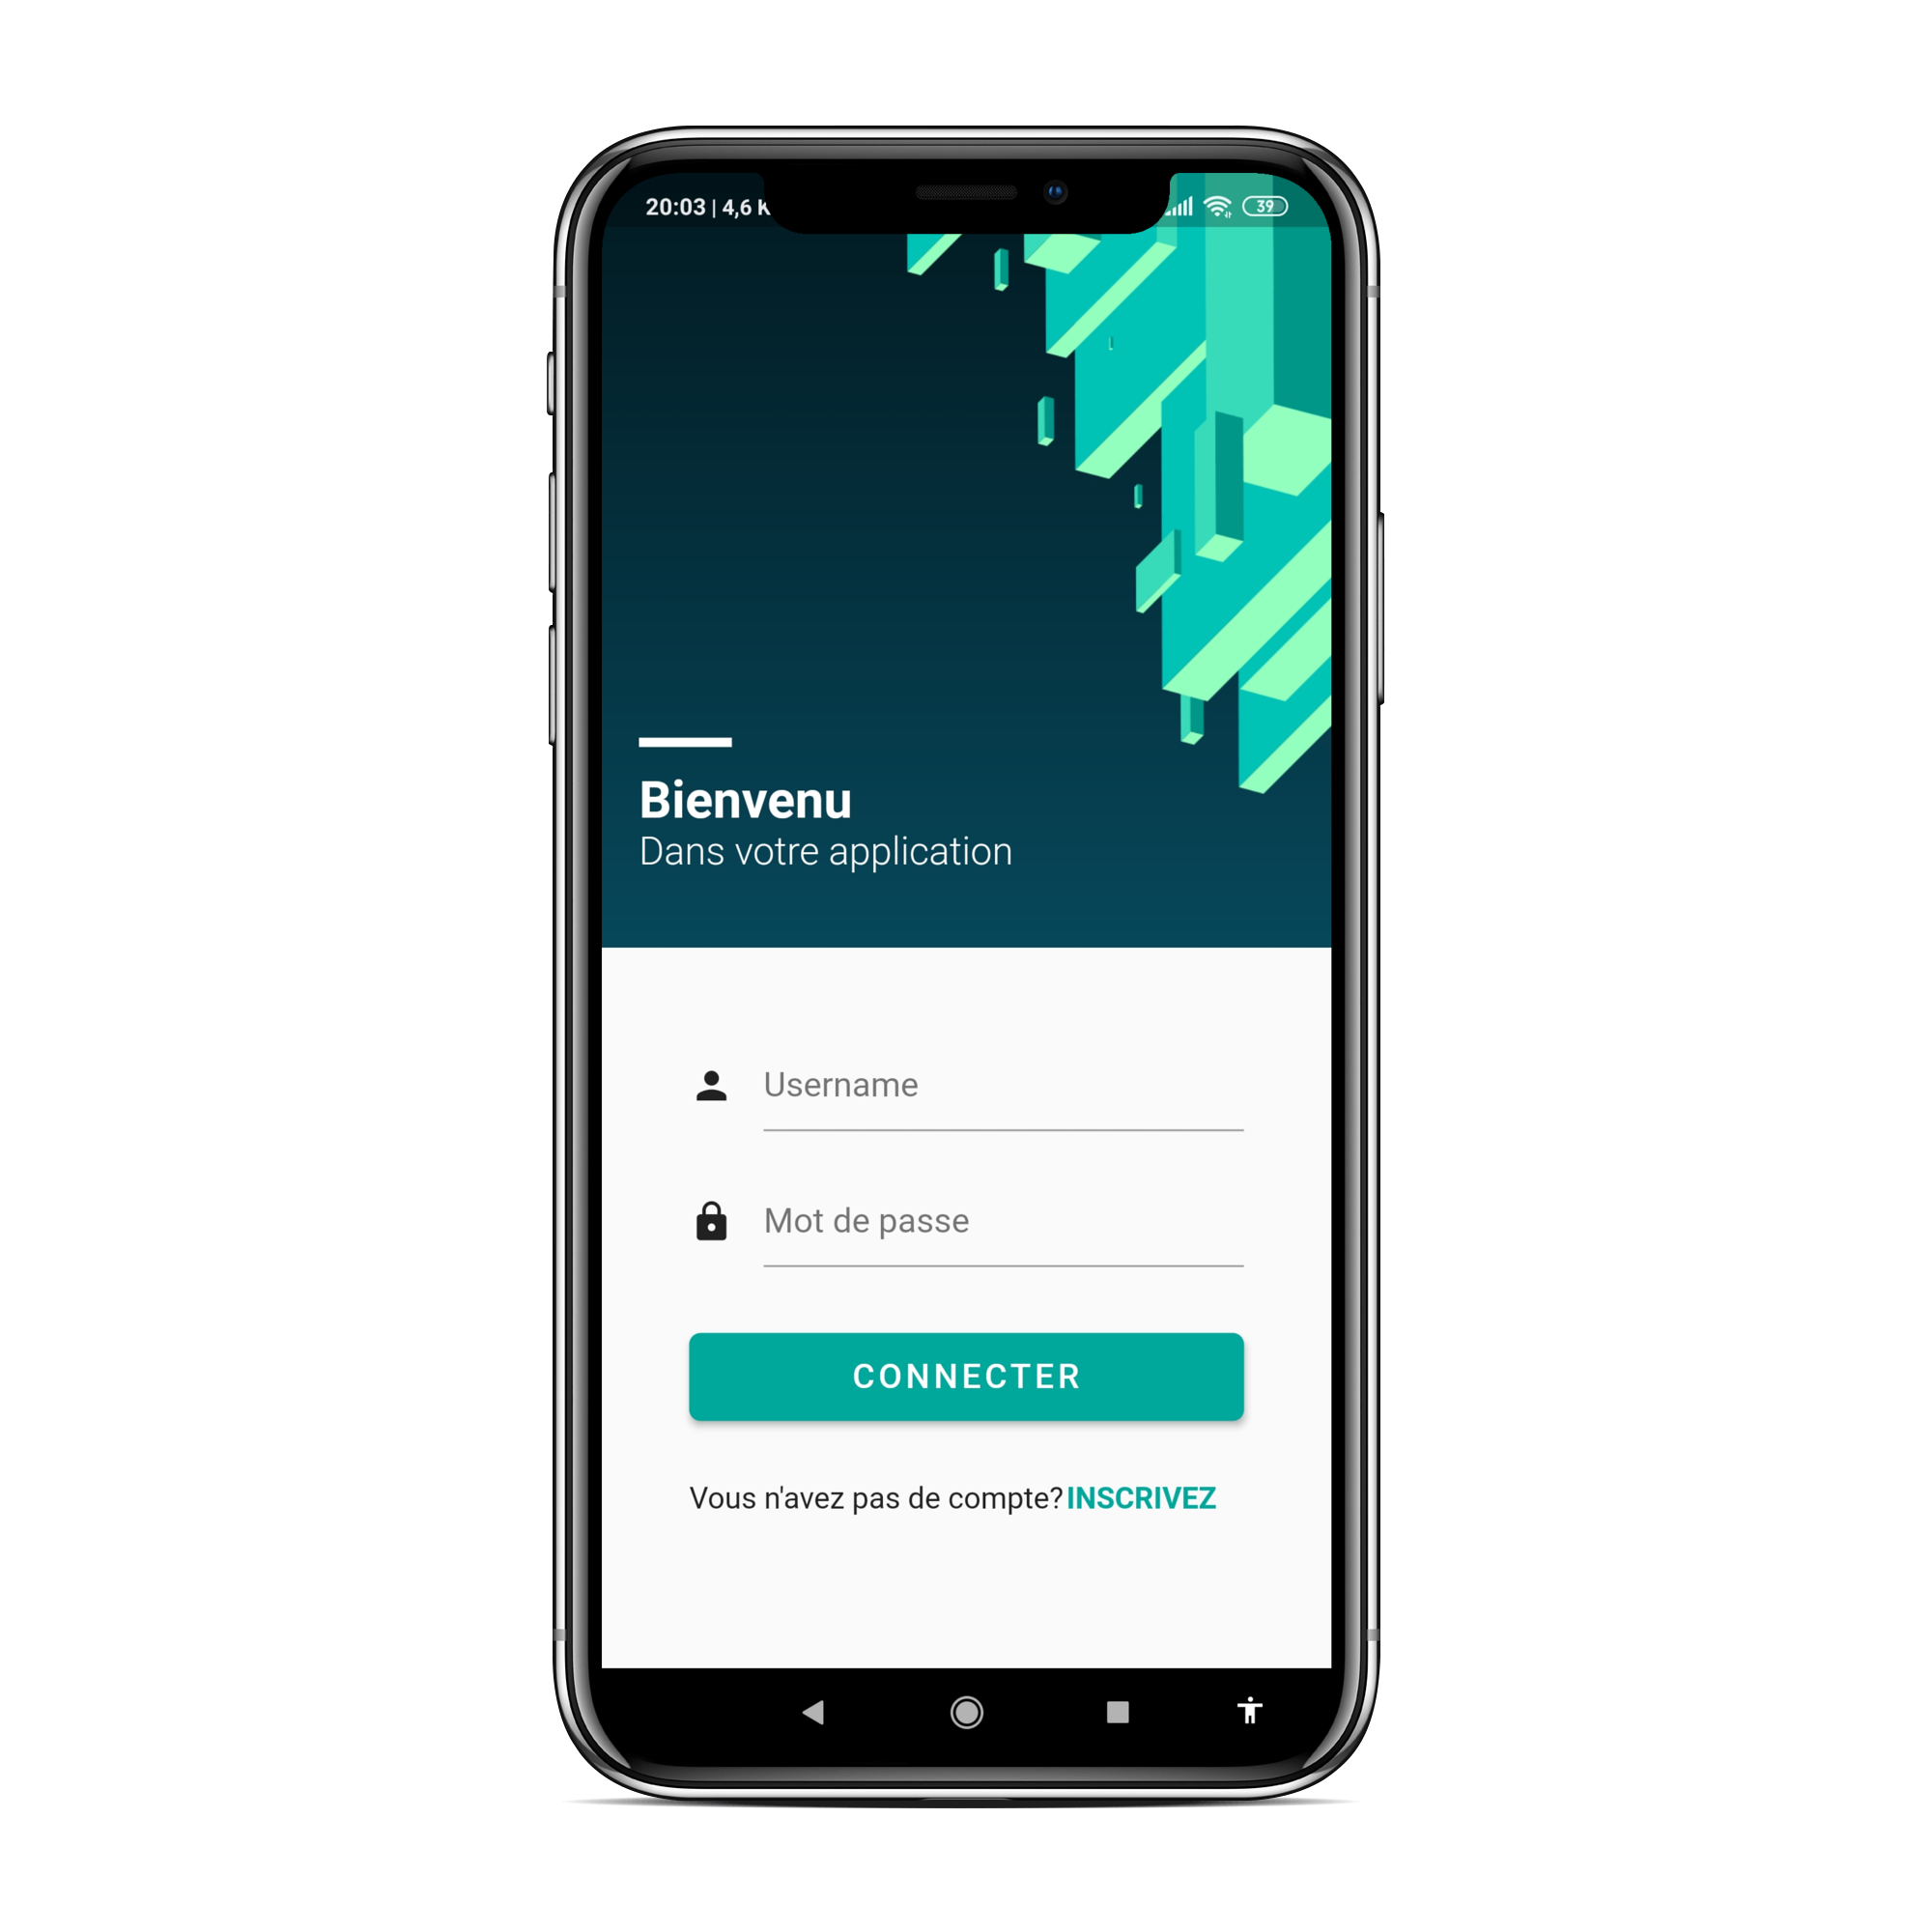 20:03 | 4,6 K
39
Bienvenu
Dans votre application
Username
Mot de passe
CONNECTER
Vous n'avez pas de compte? INSCRIVEZ